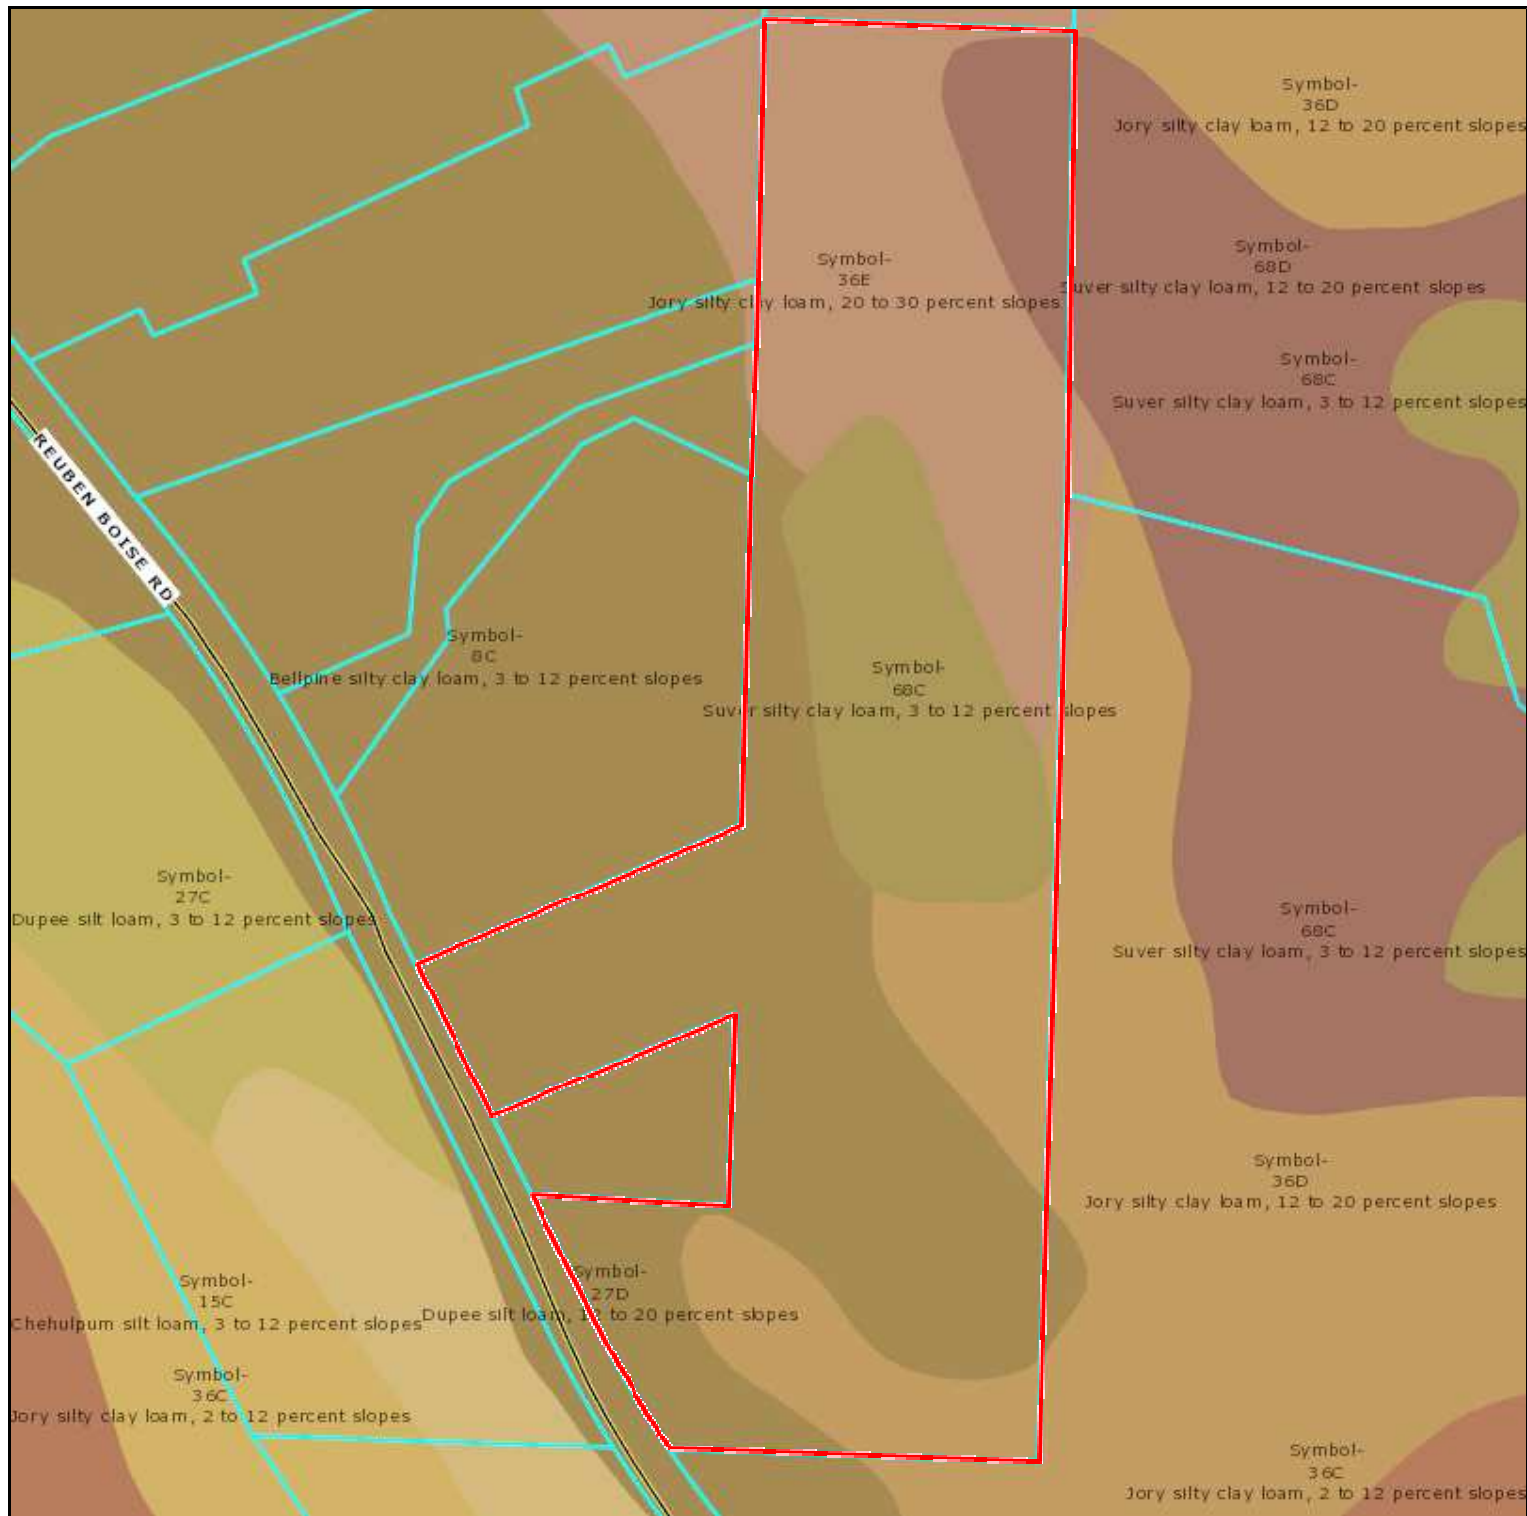 Symbol-
36D
Jory silty clay loam, 12 to 20 percent slopes
Symbol-
36E
Jory silty clay loam, 20 to 30 percent slopes
Symbol-
68D
Suver silty clay loam, 12 to 20 percent slopes
Symbol-
68C
Suver silty clay loam, 3 to 12 percent slopes
REUBEN BOISE RD
Symbol-
8C
Bellpine silty clay loam, 3 to 12 percent slopes
Symbol-
68C
Suver silty clay loam, 3 to 12 percent slopes
Symbol-
27C
Dupee silt loam, 3 to 12 percent slopes
Symbol-
68C
Suver silty clay loam, 3 to 12 percent slopes
Symbol-
36D
Jory silty clay loam, 12 to 20 percent slopes
Symbol-
15C
Chehulpum silt loam, 3 to 12 percent slopes
Symbol-
27D
Dupee silt loam, 12 to 20 percent slopes
Symbol-
36C
Jory silty clay loam, 2 to 12 percent slopes
Symbol-
36C
Jory silty clay loam, 2 to 12 percent slopes